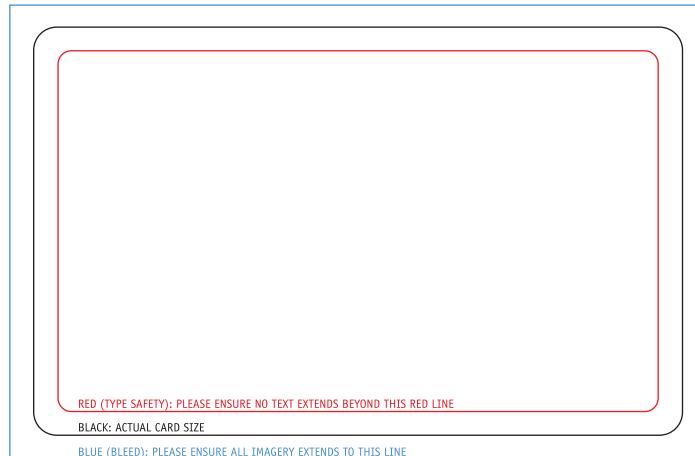 RED (TYPE SAFETY): PLEASE ENSURE NO TEXT EXTENDS BEYOND THIS RED LINE
BLACK: ACTUAL CARD SIZE
BLUE (BLEED): PLEASE ENSURE ALL IMAGERY EXTENDS TO THIS LINE